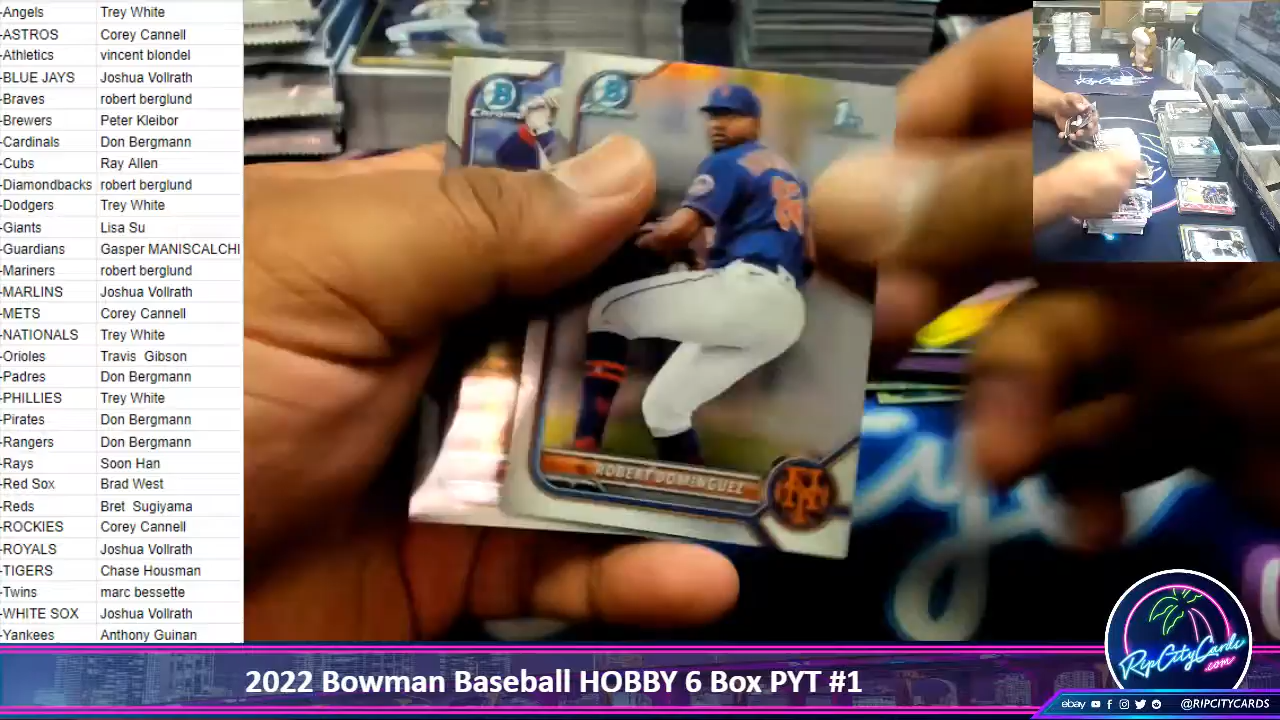 -Angels Trey White
-ASTROS Corey Cannell
-Athletics vincent blondel
-BLUE JAYS Joshua Vollrath
-Braves robert berglund
-Brewers Peter Kleibor
-Cardinals Don Bergmann
-Cubs Ray Allen
-Diamondbacks robert berglund
-Dodgers Trey White
-Giants Lisa Su
-Guardians Gasper MANISCALCHI
-Mariners robert berglund
-MARLINS Joshua Vollrath
-METS Corey Cannell
-NATIONALS Trey White
-Orioles Travis Gibson
-Padres Don Bergmann
-PHILLIES Trey White
-Pirates Don Bergmann
-Rangers Don Bergmann
-Rays Soon Han
-Red Sox Brad West
-Reds Bret Sugiyama
-ROCKIES Corey Cannell
-ROYALS Joshua Vollrath
-TIGERS Chase Housman
-Twins marc bessette
-WHITE SOX Joshua Vollrath
-Yankees Anthony Guinan
B
Chrome
B
1st
ROBERT DOMINGUEZ
NY
2022 Bowman Baseball HOBBY 6 Box PYT #1
RipCityCards
.com
ebay @RIPCITYCARDS